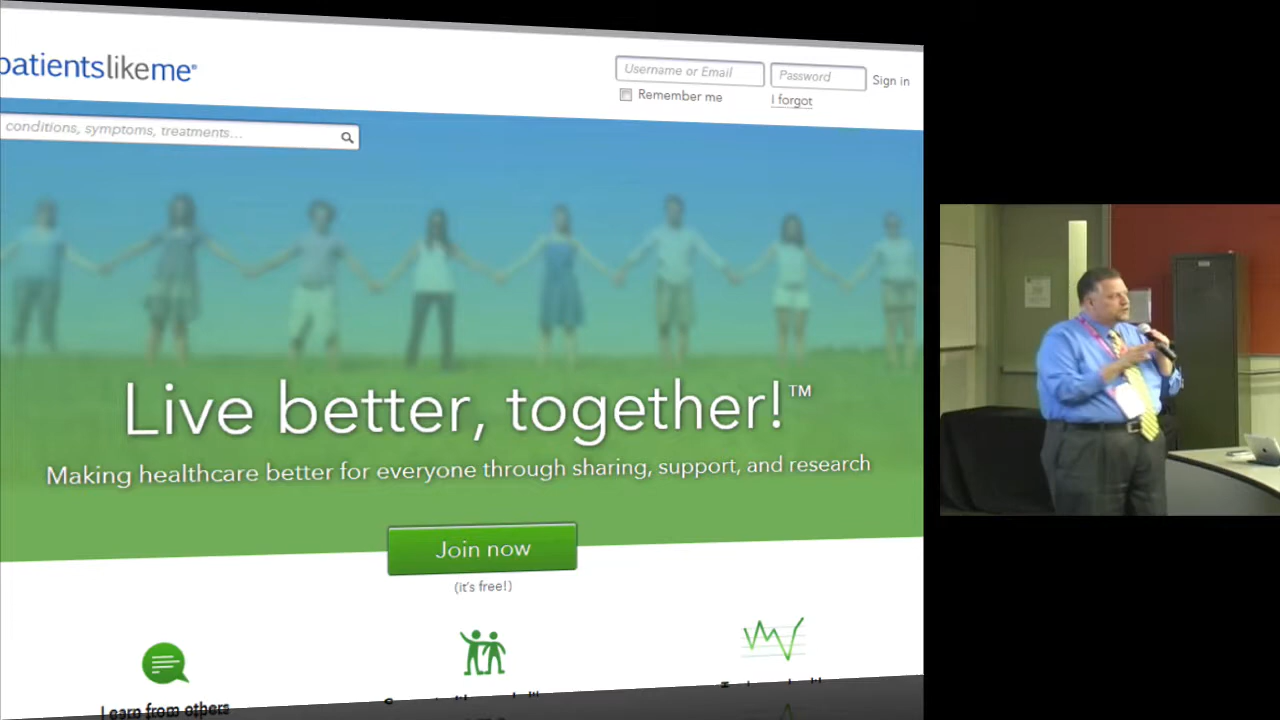 patientslikeme®
Username or Email
Password
Sign in
Remember me
I forgot
conditions, symptoms, treatments...
Live better, together!™
Making healthcare better for everyone through sharing, support, and research
Join now
(it's free!)
Learn from others